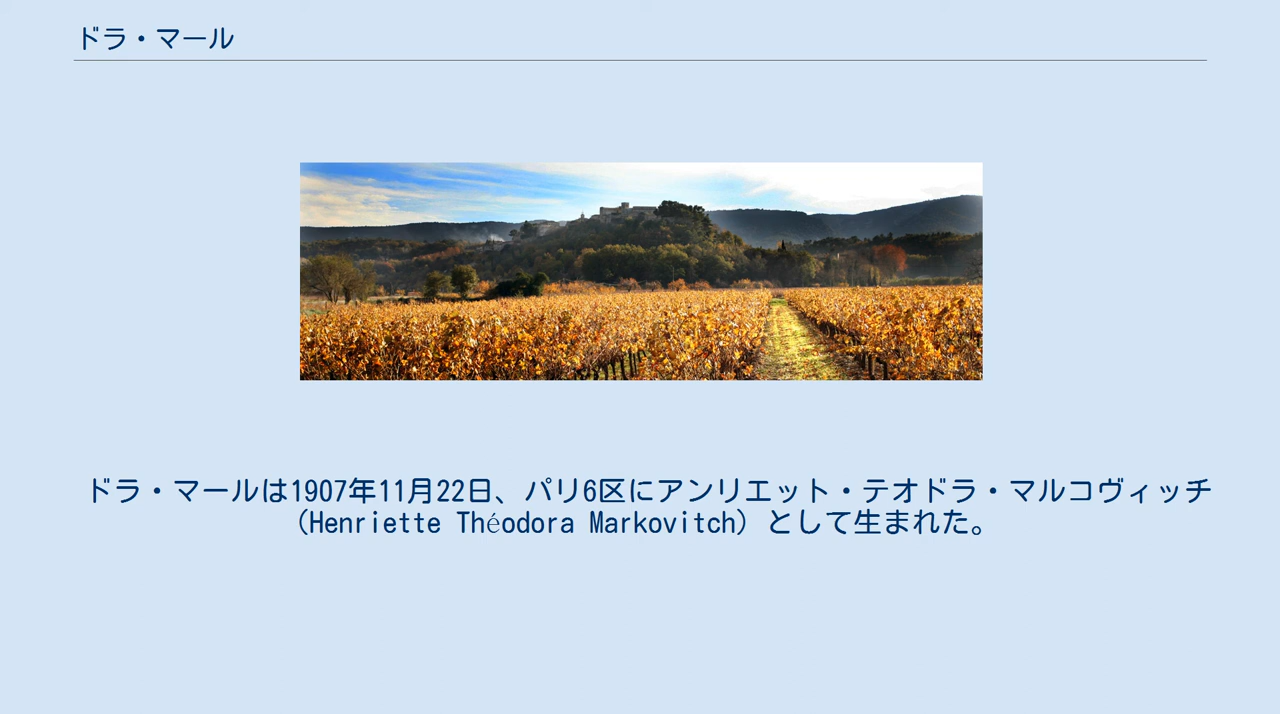 ドラ・マール
ドラ・マールは1907年11月22日、パリ6区にアンリエット・テオドラ・マルコヴィッチ
(Henriette Théodora Markovitch) として生まれた。